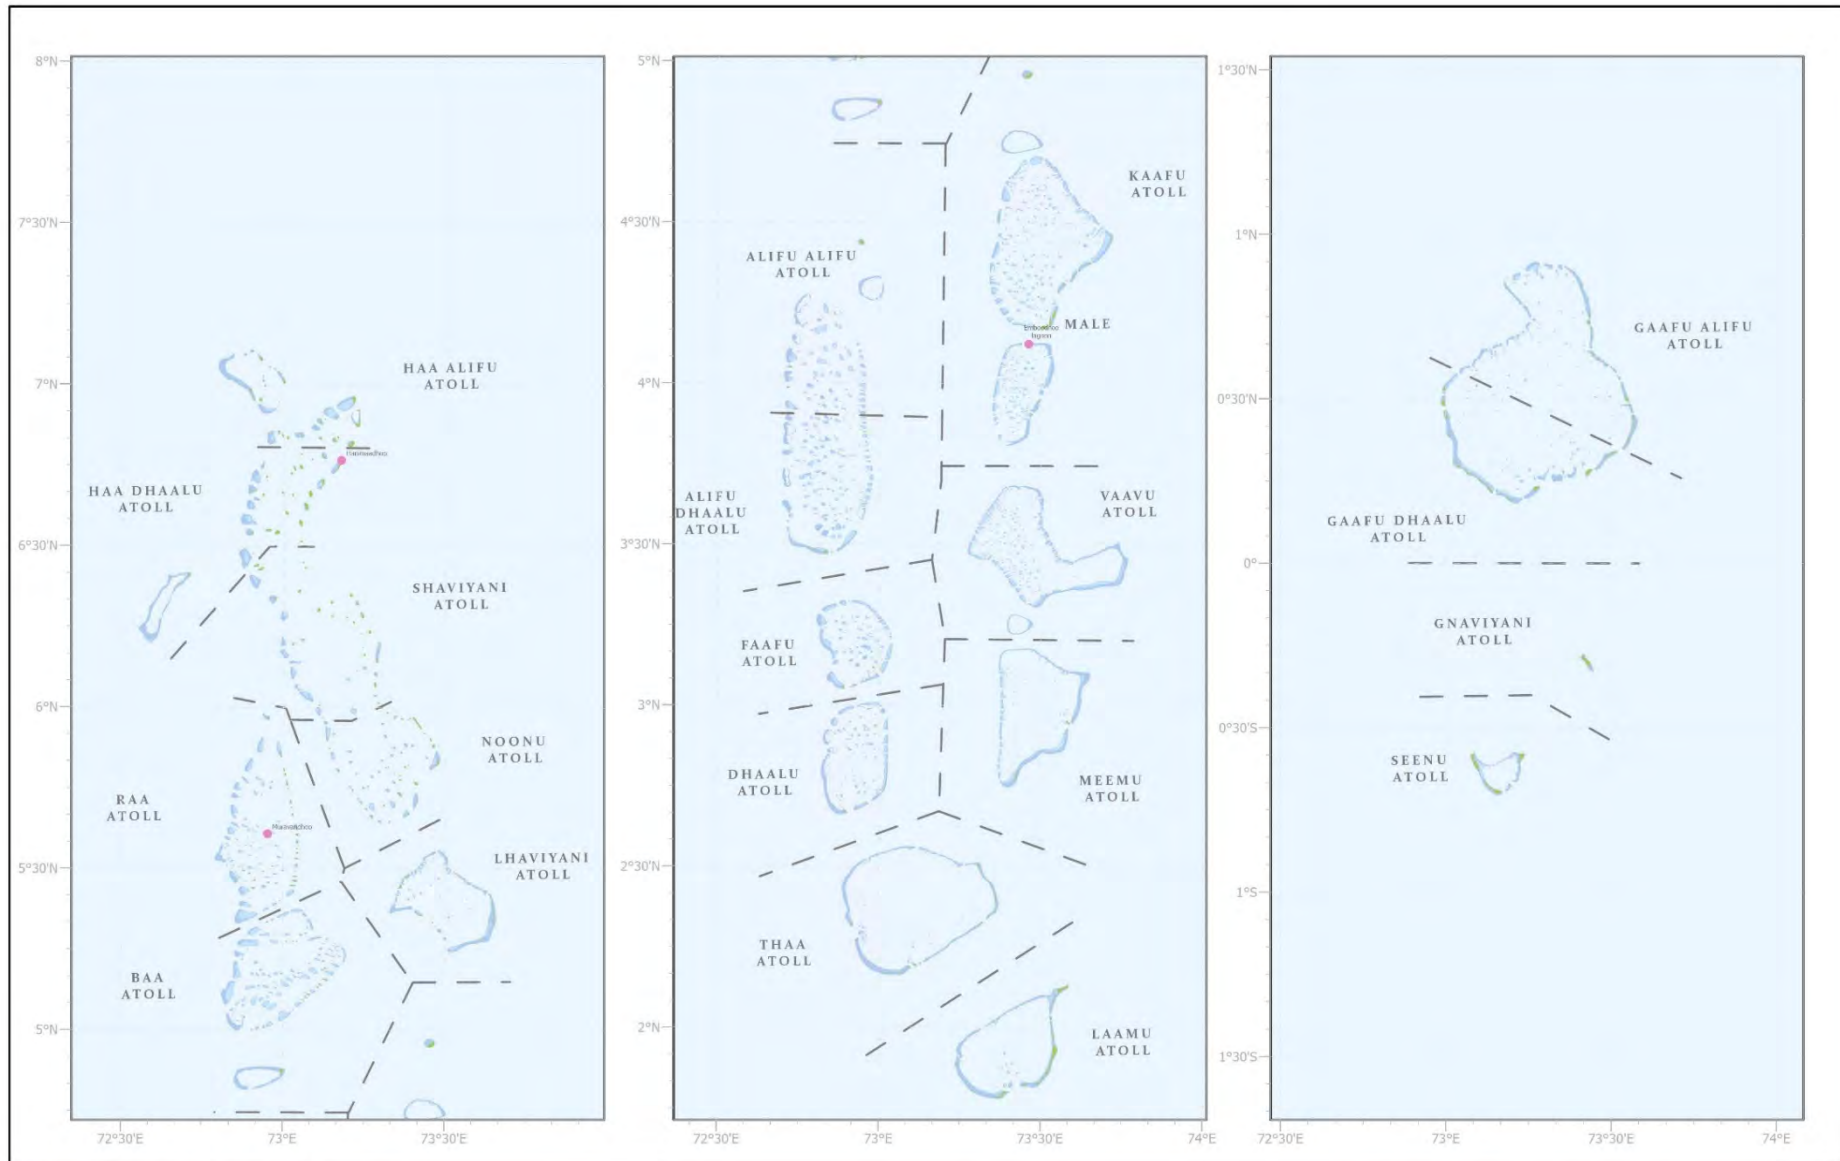 8°N
7°30'N
7°N
6°30'N
6°N
5°30'N
5°N
72°30'E
73°E
73°30'E
HAA ALIFU
ATOLL
HAA DHAALU
ATOLL
SHAVIYANI
ATOLL
NOONU
ATOLL
RAA
ATOLL
LHAVIYANI
ATOLL
BAA
ATOLL
5°N
4°30'N
4°N
3°30'N
3°N
2°30'N
2°N
72°30'E
73°E
73°30'E
74°E
KAAFU
ATOLL
ALIFU ALIFU
ATOLL
MALE
lagoon
ALIFU
DHAALU
ATOLL
VAAVU
ATOLL
FAAFU
ATOLL
DHAALU
ATOLL
MEEMU
ATOLL
THAA
ATOLL
LAAMU
ATOLL
1°30'N
1°N
0°30'N
0°
0°30'S
1°S
1°30'S
72°30'E
73°E
73°30'E
74°E
GAAFU ALIFU
ATOLL
GAAFU DHAALU
ATOLL
GNAVIYANI
ATOLL
SEENU
ATOLL